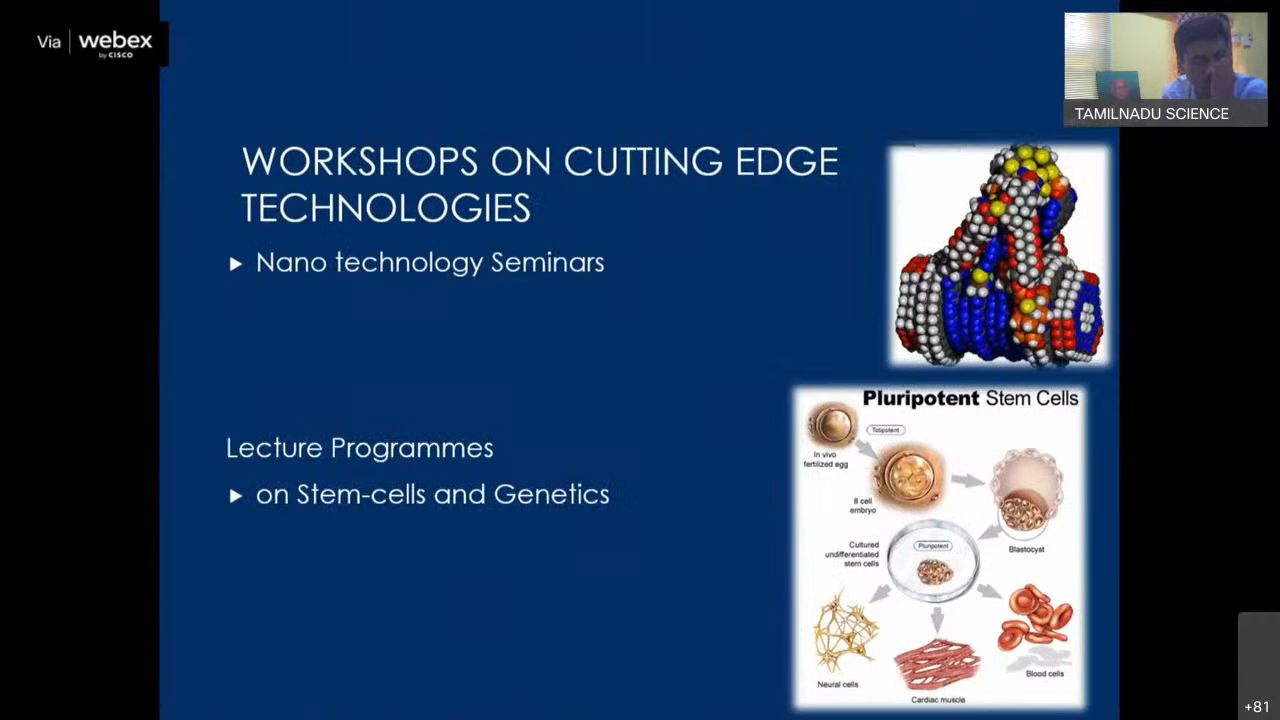 Via webex
by CISCO
TAMILNADU SCIENCE
WORKSHOPS ON CUTTING EDGE
TECHNOLOGIES
Nano technology Seminars
Lecture Programmes
on Stem-cells and Genetics
Pluripotent Stem Cells
Totipotent
In vivo
fertilized egg
8 cell
embryo
Blastocyst
Cultured
undifferentiated
stem cells
Pluripotent
Neural cells
Cardiac muscle
Blood cells
+81